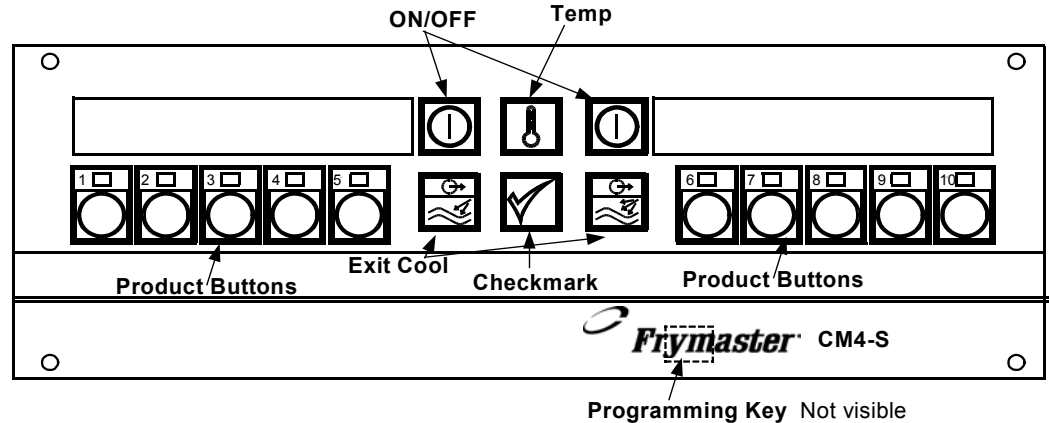 ON/OFF Temp
1 2 3 4 5 6 7 8 9 10
Exit Cool
Product Buttons Checkmark Product Buttons
Frymaster CM4-S
Programming Key Not visible